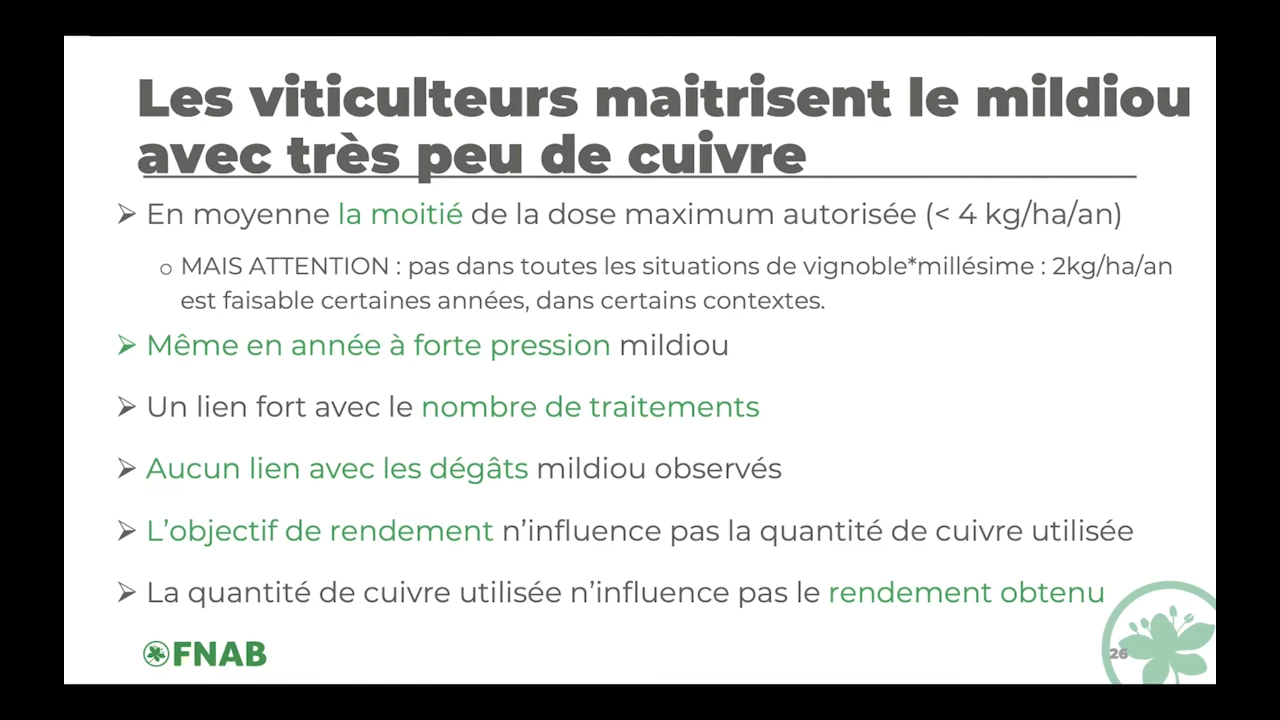 Les viticulteurs maitrisent le mildiou
avec très peu de cuivre
➢ En moyenne la moitié de la dose maximum autorisée (< 4 kg/ha/an)
o MAIS ATTENTION : pas dans toutes les situations de vignoble*millésime : 2kg/ha/an
est faisable certaines années, dans certains contextes.
➢ Même en année à forte pression mildiou
➢ Un lien fort avec le nombre de traitements
➢ Aucun lien avec les dégâts mildiou observés
➢ L’objectif de rendement n’influence pas la quantité de cuivre utilisée
➢ La quantité de cuivre utilisée n’influence pas le rendement obtenu
FNAB
26